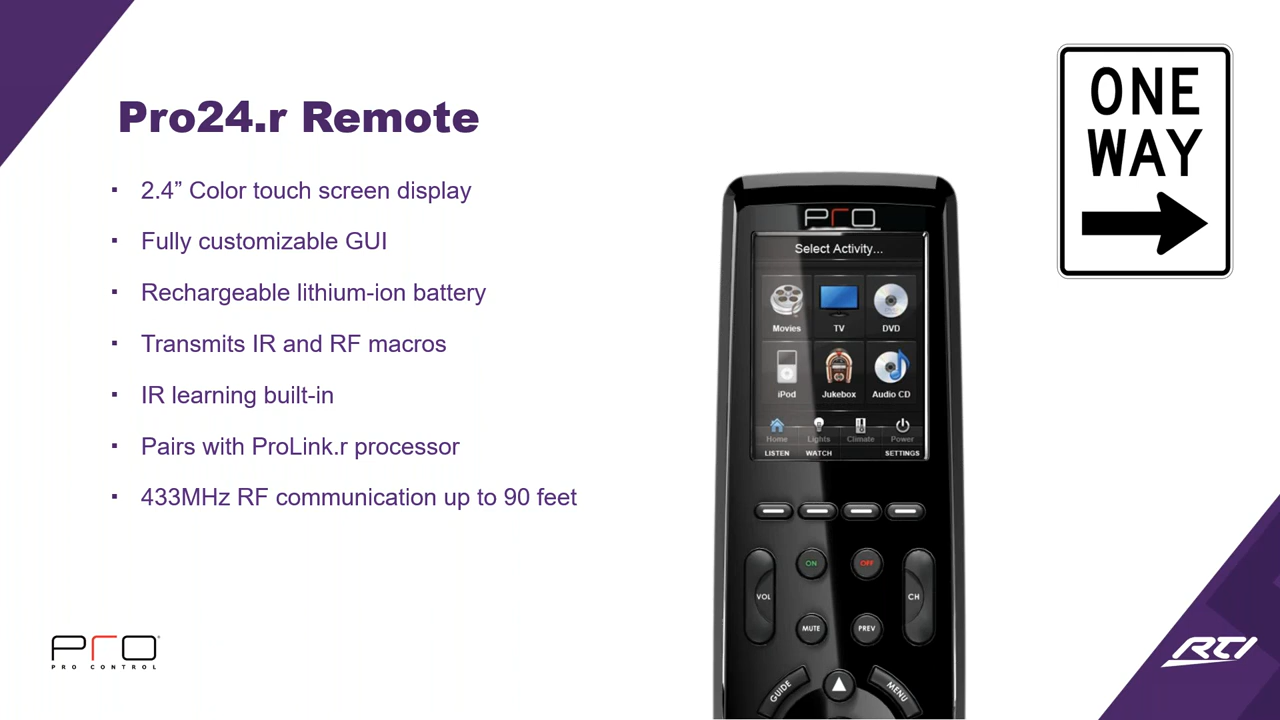 Pro24.r Remote
▪ 2.4” Color touch screen display
▪ Fully customizable GUI
▪ Rechargeable lithium-ion battery
▪ Transmits IR and RF macros
▪ IR learning built-in
▪ Pairs with ProLink.r processor
▪ 433MHz RF communication up to 90 feet
ONE
WAY
pro
Select Activity...
Movies TV DVD
iPod Jukebox Audio CD
Home Lights Climate Power
LISTEN WATCH SETTINGS
ON OFF
VOL CH
MUTE PREV
GUIDE MENU
pro
PRO CONTROL
RTI